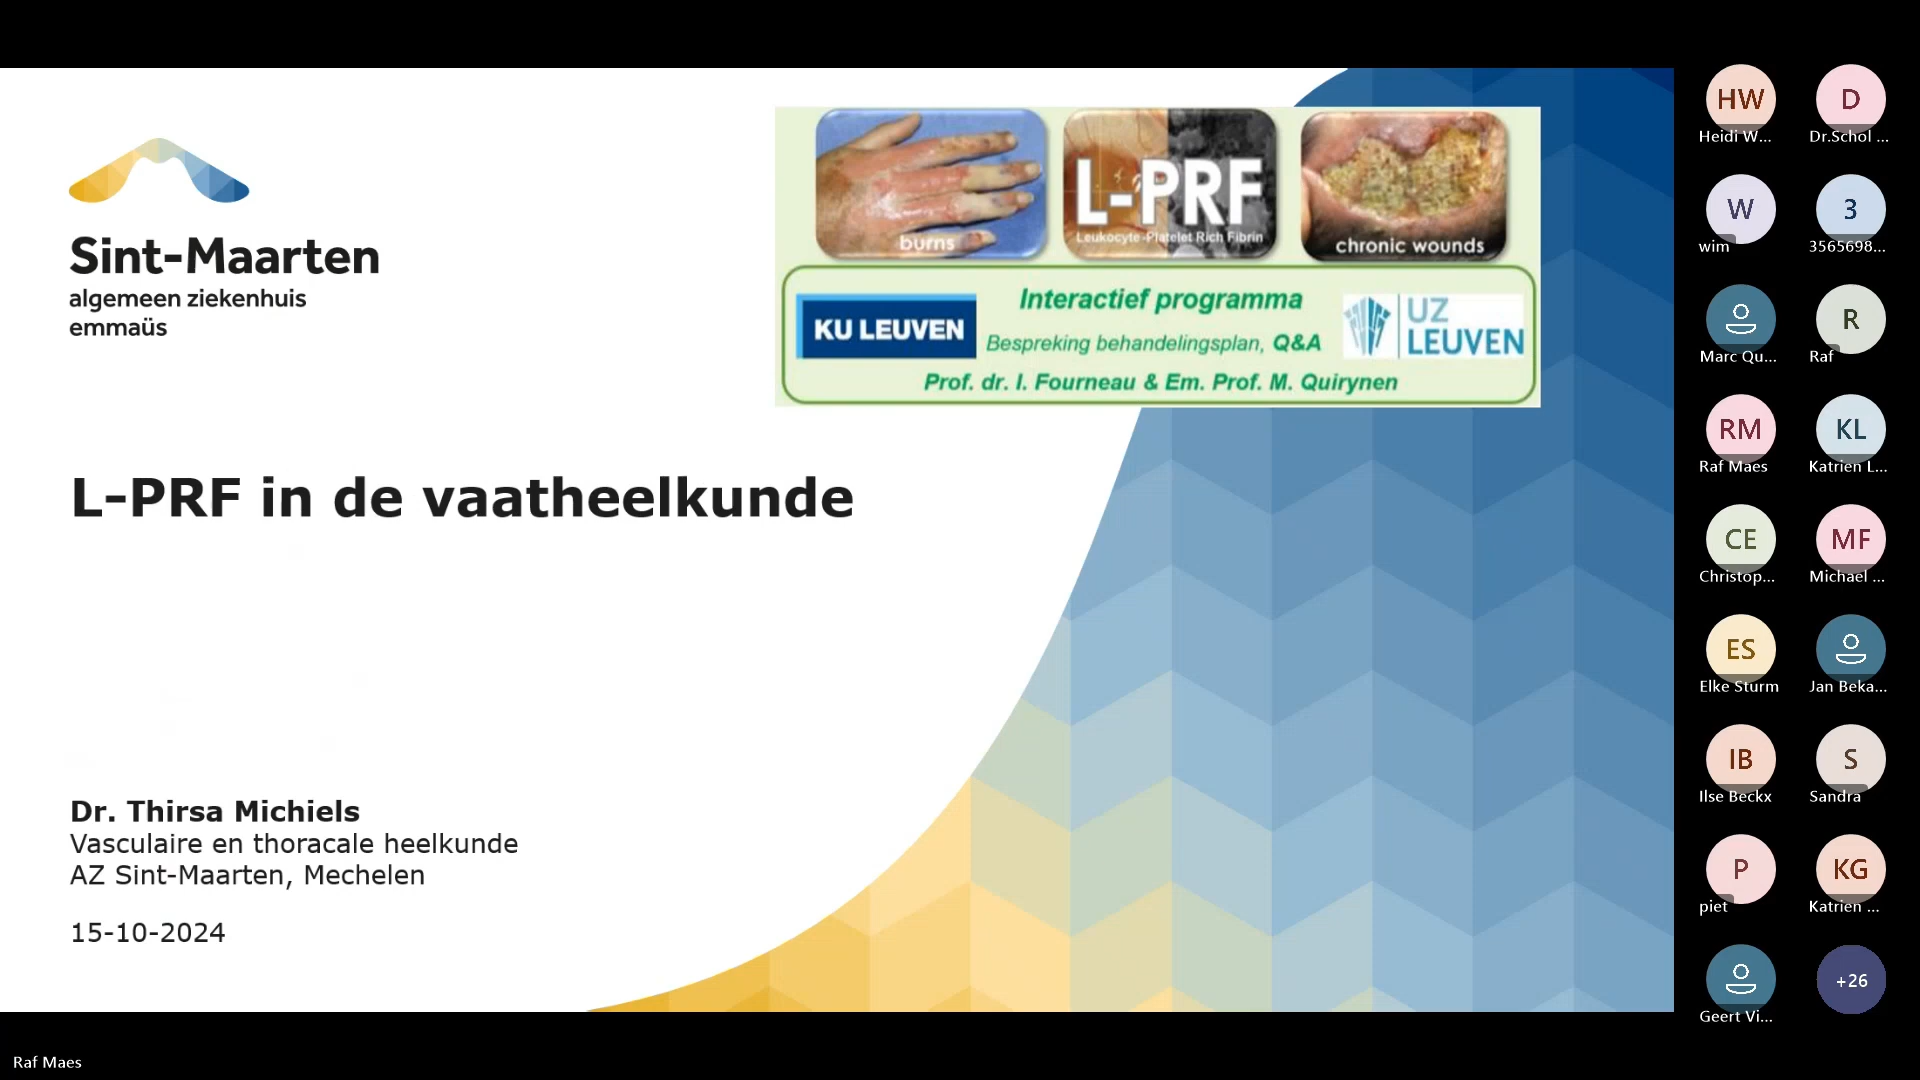 Sint-Maarten
algemeen ziekenhuis
emmaüs
burns
L-PRF
Leukocyte-Platelet Rich Fibrin
chronic wounds
Interactief programma
KU LEUVEN
Bespreking behandelingsplan, Q&A
UZ
LEUVEN
Prof. dr. I. Fourneau & Em. Prof. M. Quirynen
L-PRF in de vaatheelkunde
Dr. Thirsa Michiels
Vasculaire en thoracale heelkunde
AZ Sint-Maarten, Mechelen
15-10-2024
HW
Heidi W...
D
Dr.Schol ...
W
wim
3
3565698...
Marc Qu...
R
Raf
RM
Raf Maes
KL
Katrien L...
CE
Christop...
MF
Michael ...
ES
Elke Sturm
Jan Beka...
IB
Ilse Beckx
S
Sandra
P
piet
KG
Katrien ...
Geert Vi...
+26
Raf Maes